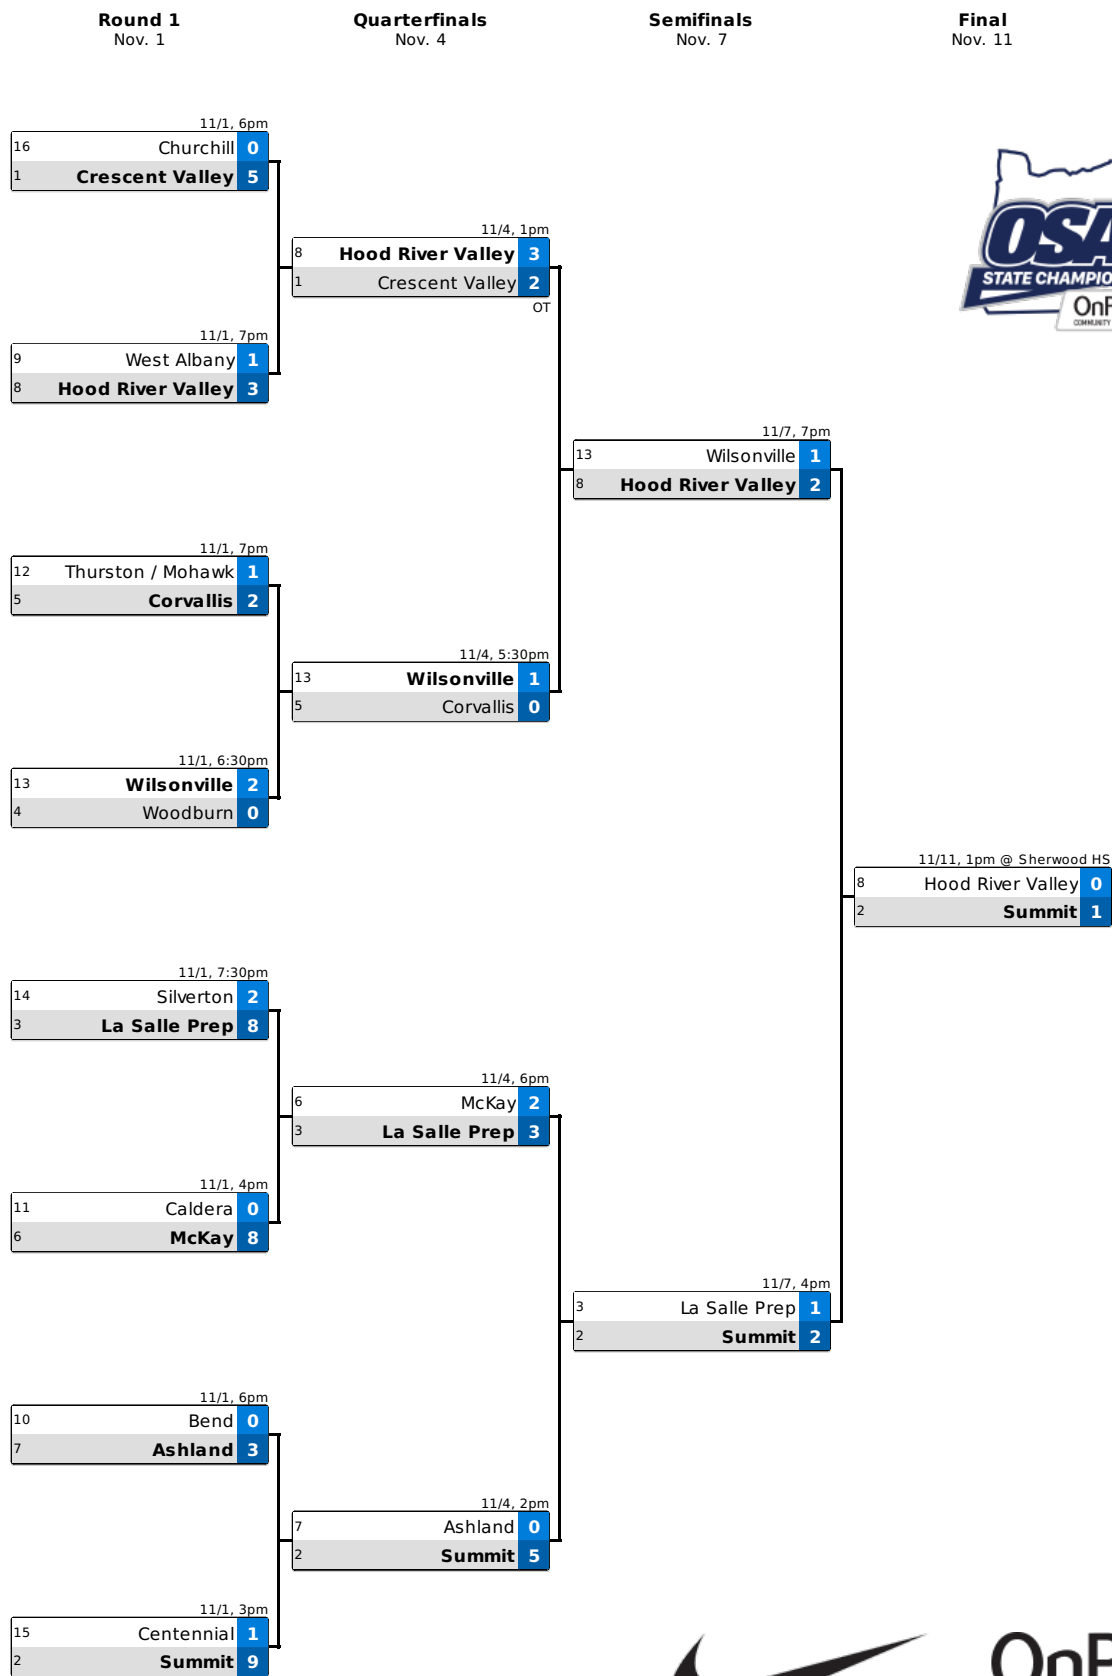 Round 1
Nov. 1
Quarterfinals
Nov. 4
Semifinals
Nov. 7
Final
Nov. 11
11/1, 6pm
16 Churchill 0
1 Crescent Valley 5
11/1, 7pm
9 West Albany 1
8 Hood River Valley 3
11/1, 7pm
12 Thurston / Mohawk 1
5 Corvallis 2
11/1, 6:30pm
13 Wilsonville 2
4 Woodburn 0
11/1, 7:30pm
14 Silverton 2
3 La Salle Prep 8
11/1, 4pm
11 Caldera 0
6 McKay 8
11/1, 6pm
10 Bend 0
7 Ashland 3
11/1, 3pm
15 Centennial 1
2 Summit 9
11/4, 1pm
8 Hood River Valley 3
1 Crescent Valley 2
OT
11/4, 5:30pm
13 Wilsonville 1
5 Corvallis 0
11/4, 6pm
6 McKay 2
3 La Salle Prep 3
11/4, 2pm
7 Ashland 0
2 Summit 5
11/7, 7pm
13 Wilsonville 1
8 Hood River Valley 2
11/7, 4pm
3 La Salle Prep 1
2 Summit 2
11/11, 1pm @ Sherwood HS
8 Hood River Valley 0
2 Summit 1
OSA
STATE CHAMPIO
OnP
COMMUNITY
OnP